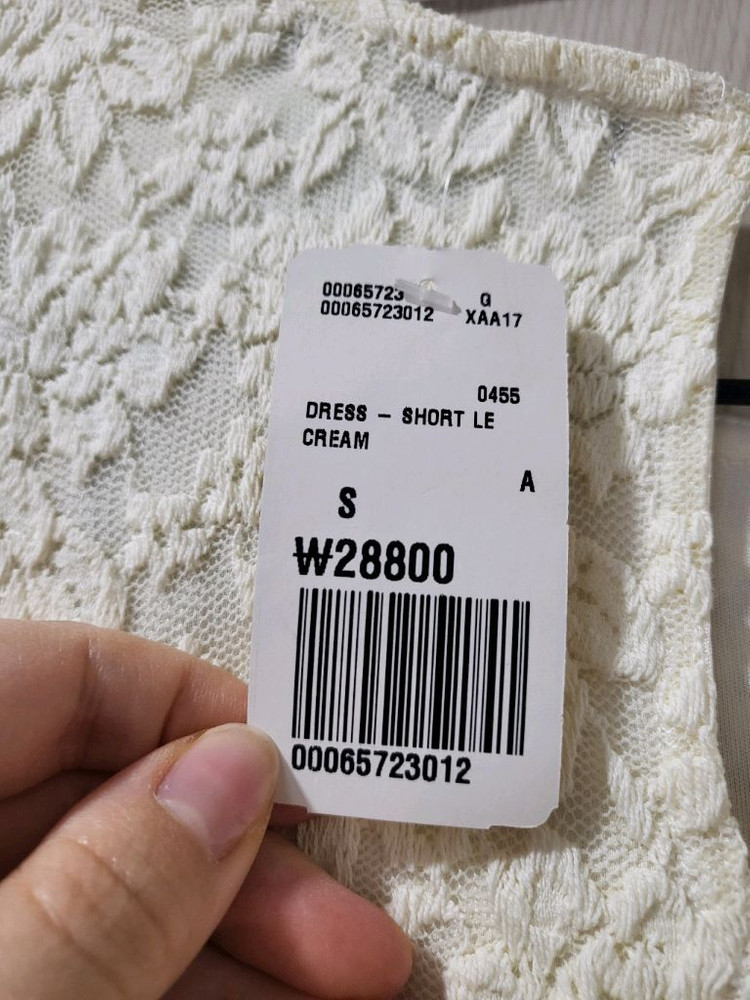 00065723
00065723012
G
XAA17
0455
DRESS – SHORT LE
CREAM
A
S
₩28800
00065723012